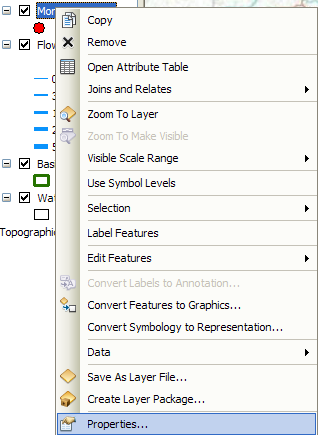 Mor
Copy
Remove
Flow
Open Attribute Table
Joins and Relates
Zoom To Layer
Zoom To Make Visible
Visible Scale Range
Bas
Use Symbol Levels
Wat
Selection
Topographic
Label Features
Edit Features
Convert Labels to Annotation...
Convert Features to Graphics...
Convert Symbology to Representation...
Data
Save As Layer File...
Create Layer Package...
Properties...